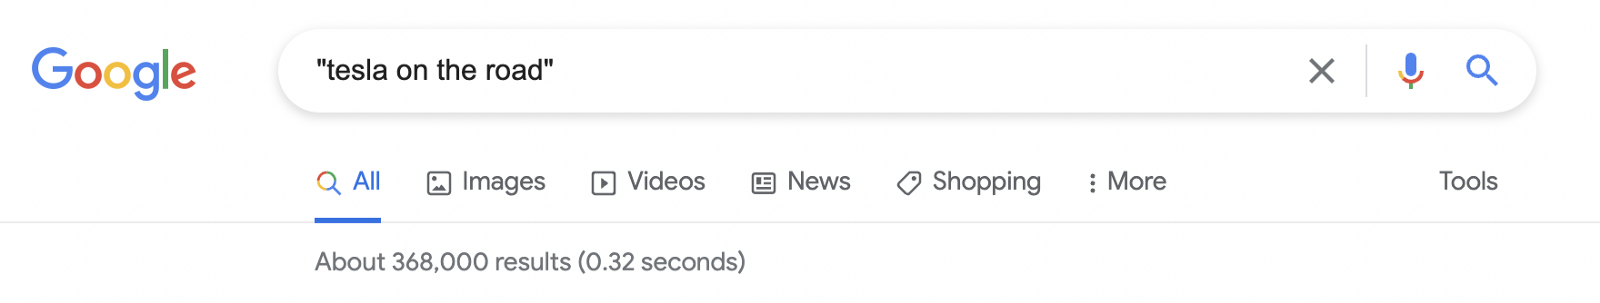 Google "tesla on the road"
All Images Videos News Shopping More Tools
About 368,000 results (0.32 seconds)